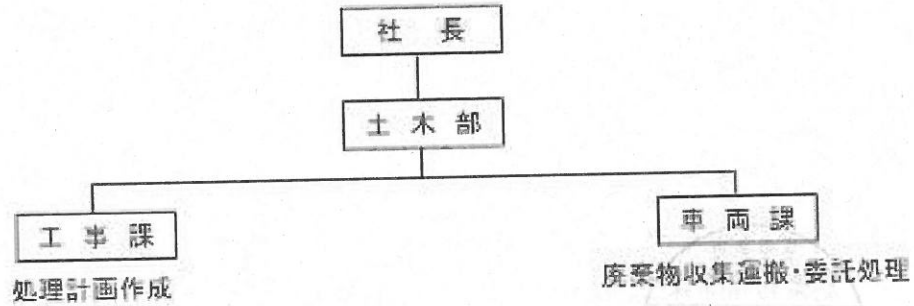 社長
土木部
工事課
車両課
処理計画作成
廃棄物収集運搬・委託処理